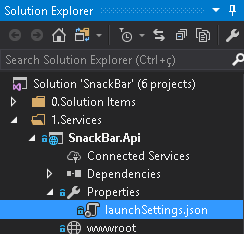 Solution Explorer
Search Solution Explorer (Ctrl+ç)
Solution 'SnackBar' (6 projects)
0.Solution Items
1.Services
SnackBar.Api
Connected Services
Dependencies
Properties
launchSettings.json
wwwroot